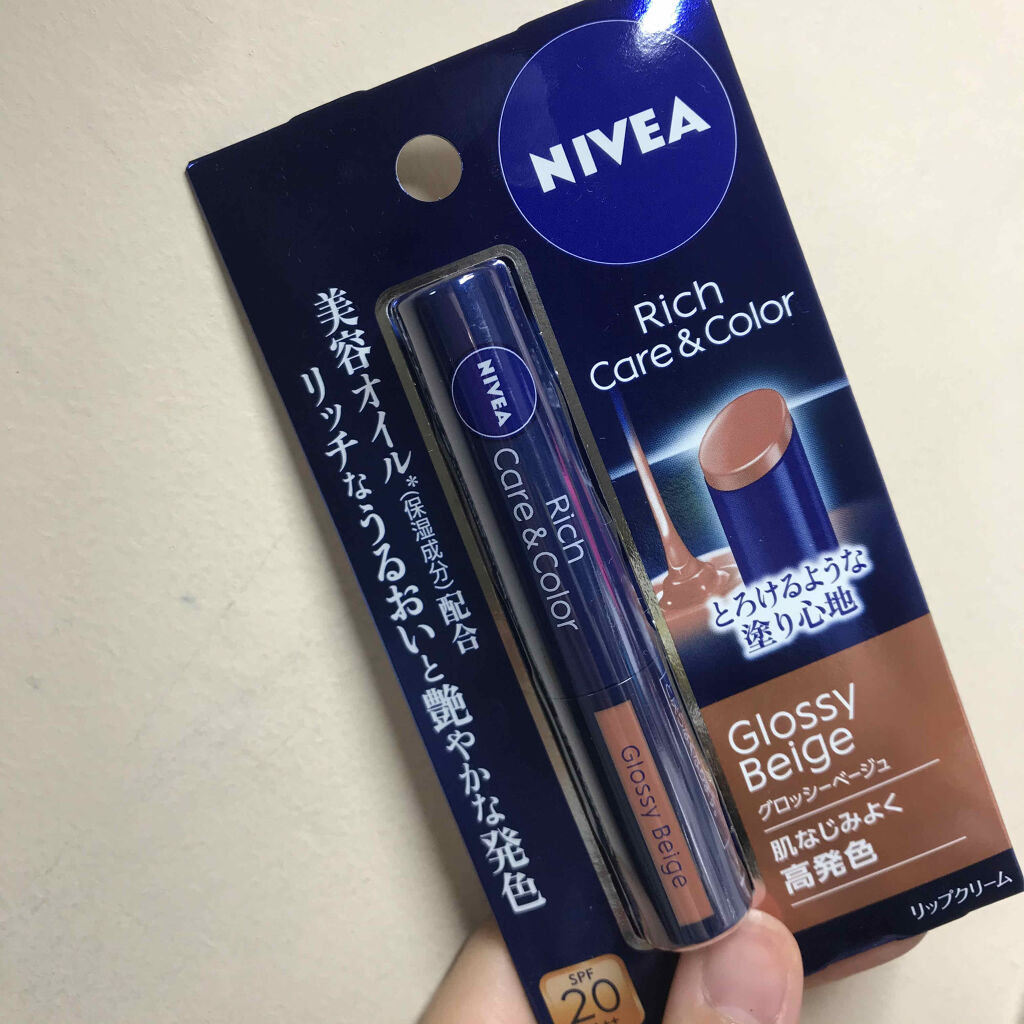 NIVEA
Rich
Care & Color
美容オイル*(保湿成分)配合
リッチなうるおいと艶やかな発色
NIVEA
Rich
Care & Color
Glossy Beige
とろけるような
塗り心地
Glossy
Beige
グロッシーベージュ
肌なじみよく
高発色
リップクリーム
SPF
20